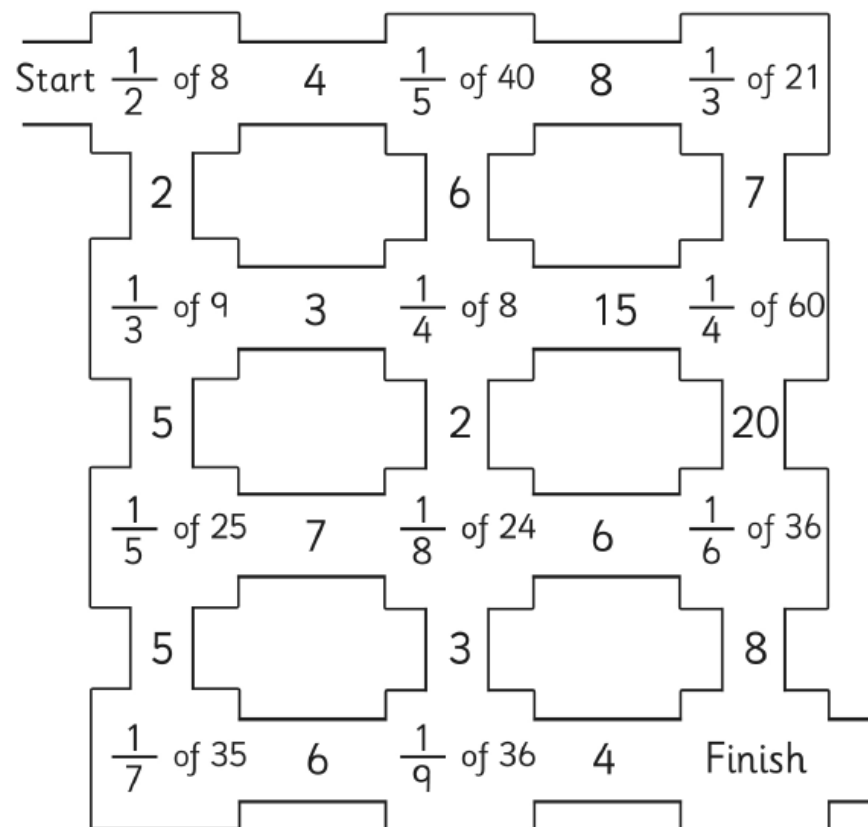 Start 1/2 of 8 4 1/5 of 40 8 1/3 of 21
2 6 7
1/3 of 9 3 1/4 of 8 15 1/4 of 60
5 2 20
1/5 of 25 7 1/8 of 24 6 1/6 of 36
5 3 8
1/7 of 35 6 1/9 of 36 4 Finish